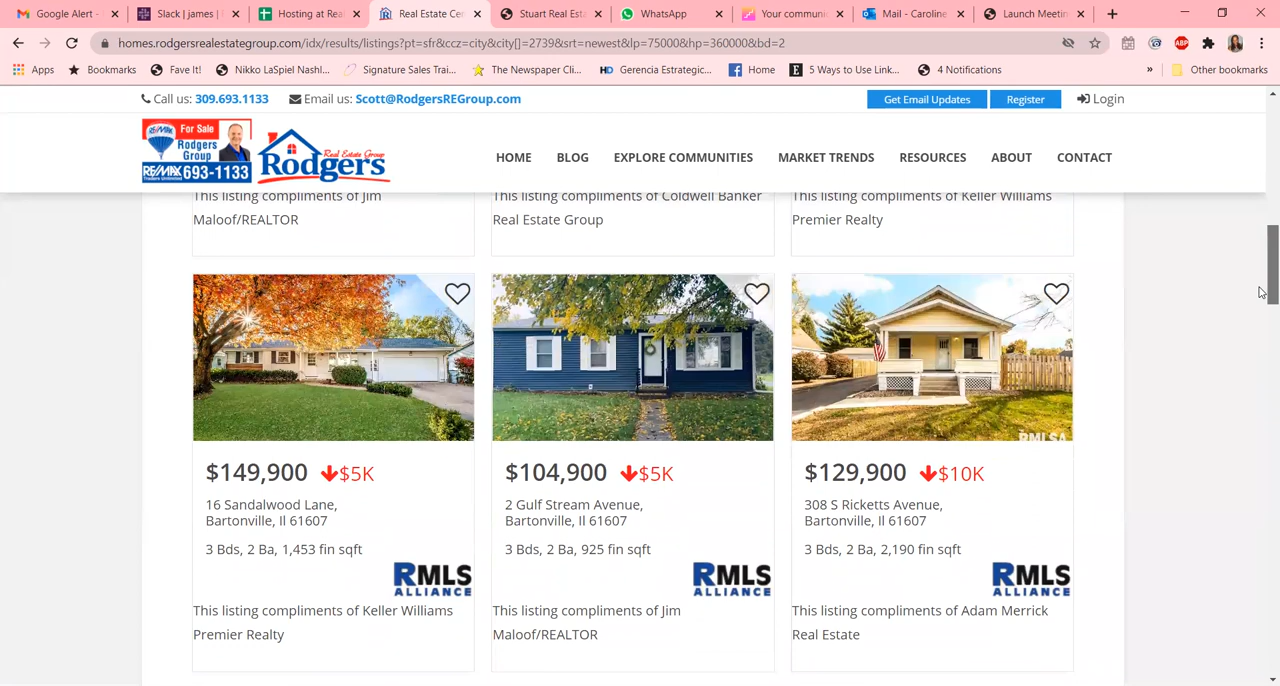 Google Alert -
Slack | james |
Hosting at Rea
Real Estate Cer
Stuart Real Est
WhatsApp
Your communi
Mail - Caroline
Launch Meetin
homes.rodgersrealestategroup.com/idx/results/listings?pt=sfr&ccz=city&city[]=2739&srt=newest&lp=75000&hp=360000&bd=2
ABP
Apps
Bookmarks
Fave It!
Nikko LaSpiel Nashl...
Signature Sales Trai...
The Newspaper Cli...
HD Gerencia Estrategic...
Home
E 5 Ways to Use Link...
4 Notifications
»
Other bookmarks
Call us: 309.693.1133
Email us: Scott@RodgersREGroup.com
Get Email Updates
Register
Login
For Sale
Rodgers
Group
RE/MAX 693-1133
Real Estate Group
Rodgers
HOME
BLOG
EXPLORE COMMUNITIES
MARKET TRENDS
RESOURCES
ABOUT
CONTACT
This listing compliments of Jim
Maloof/REALTOR
This listing compliments of Coldwell Banker
Real Estate Group
This listing compliments of Keller Williams
Premier Realty
$149,900 $5K
16 Sandalwood Lane,
Bartonville, Il 61607
3 Bds, 2 Ba, 1,453 fin sqft
RMLS
ALLIANCE
This listing compliments of Keller Williams
Premier Realty
$104,900 $5K
2 Gulf Stream Avenue,
Bartonville, Il 61607
3 Bds, 2 Ba, 925 fin sqft
RMLS
ALLIANCE
This listing compliments of Jim
Maloof/REALTOR
RMLSA
$129,900 $10K
308 S Ricketts Avenue,
Bartonville, Il 61607
3 Bds, 2 Ba, 2,190 fin sqft
RMLS
ALLIANCE
This listing compliments of Adam Merrick
Real Estate